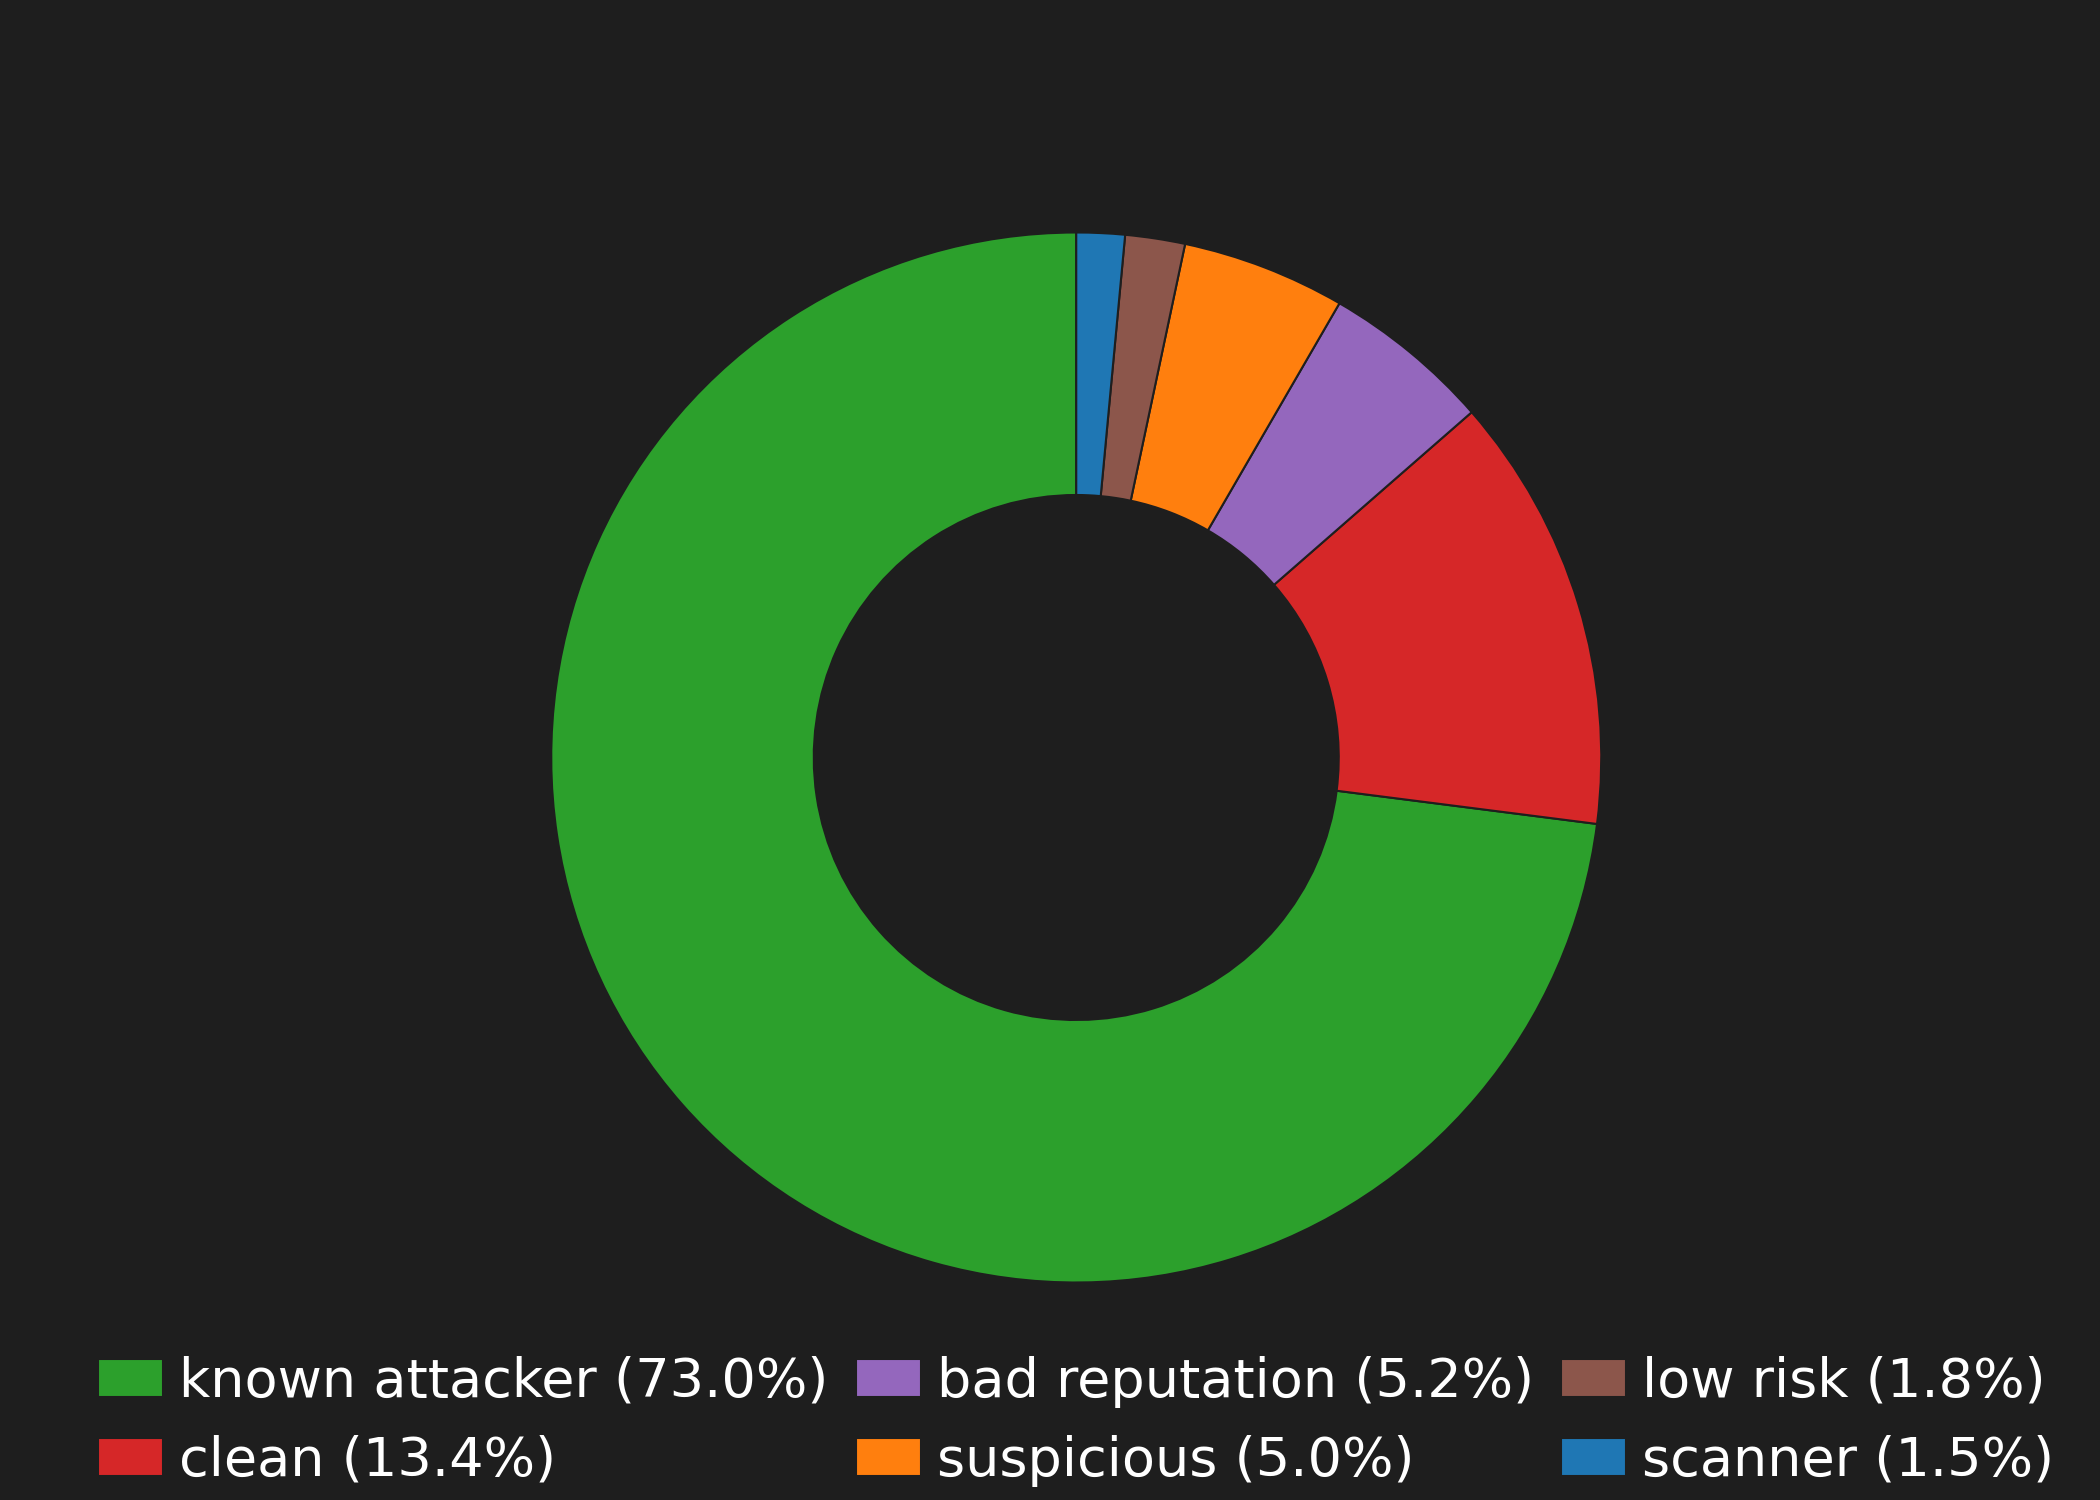 known attacker (73.0%) bad reputation (5.2%) low risk (1.8%)
clean (13.4%) suspicious (5.0%) scanner (1.5%)